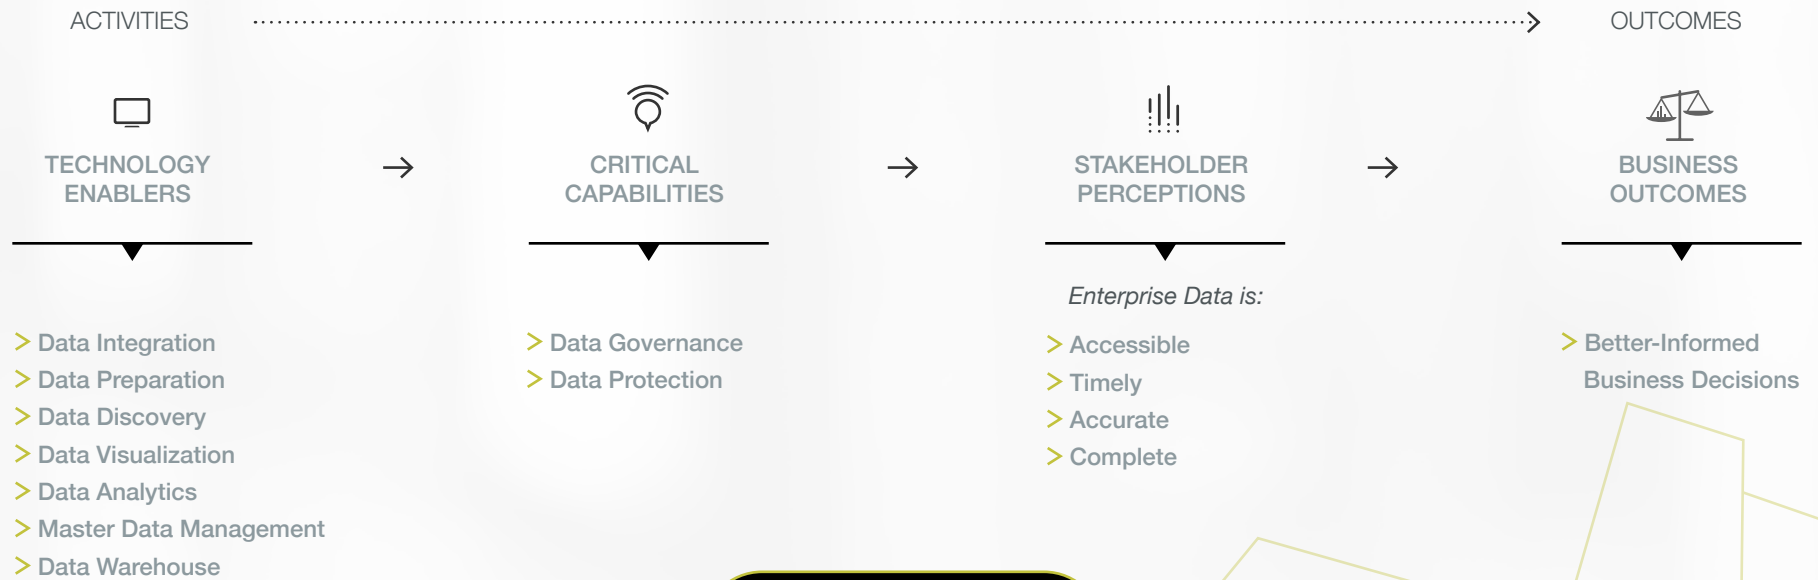 ACTIVITIES
OUTCOMES
TECHNOLOGY
ENABLERS
CRITICAL
CAPABILITIES
STAKEHOLDER
PERCEPTIONS
BUSINESS
OUTCOMES
> Data Integration
> Data Preparation
> Data Discovery
> Data Visualization
> Data Analytics
> Master Data Management
> Data Warehouse
> Data Governance
> Data Protection
Enterprise Data is:
> Accessible
> Timely
> Accurate
> Complete
> Better-Informed
Business Decisions